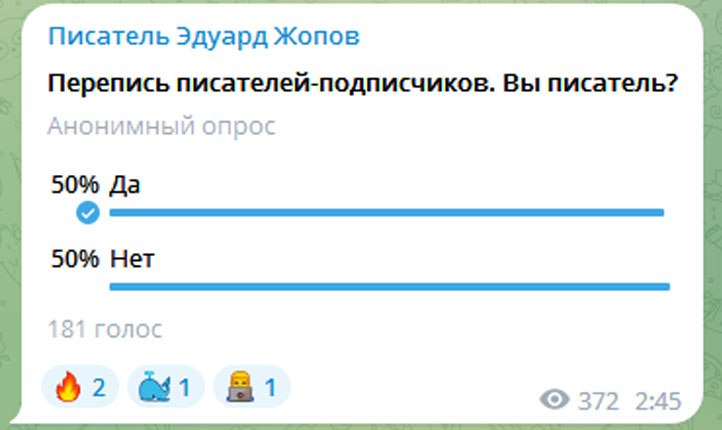 Писатель Эдуард Жопов
Перепись писателей-подписчиков. Вы писатель?
Анонимный опрос
50% Да
50% Нет
181 голос
2 1 1
372 2:45